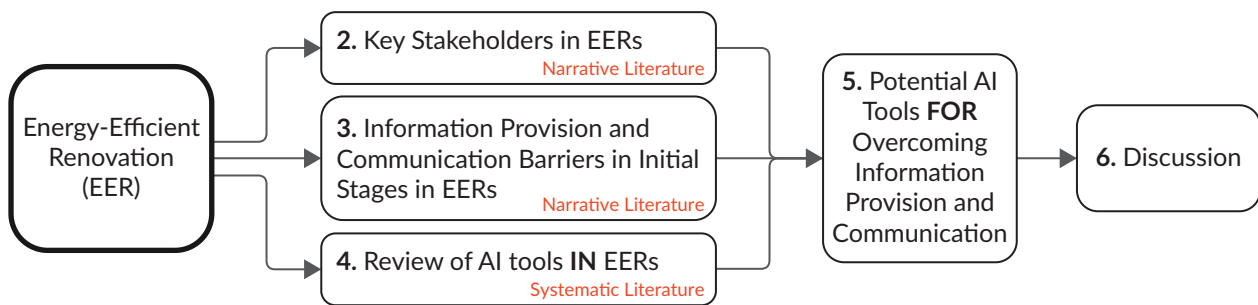 Energy-Efficient
Renovation
(EER)
2. Key Stakeholders in EERs
Narrative Literature
3. Information Provision and
Communication Barriers in Initial
Stages in EERs
Narrative Literature
4. Review of AI tools IN EERs
Systematic Literature
5. Potential AI
Tools FOR
Overcoming
Information
Provision and
Communication
6. Discussion